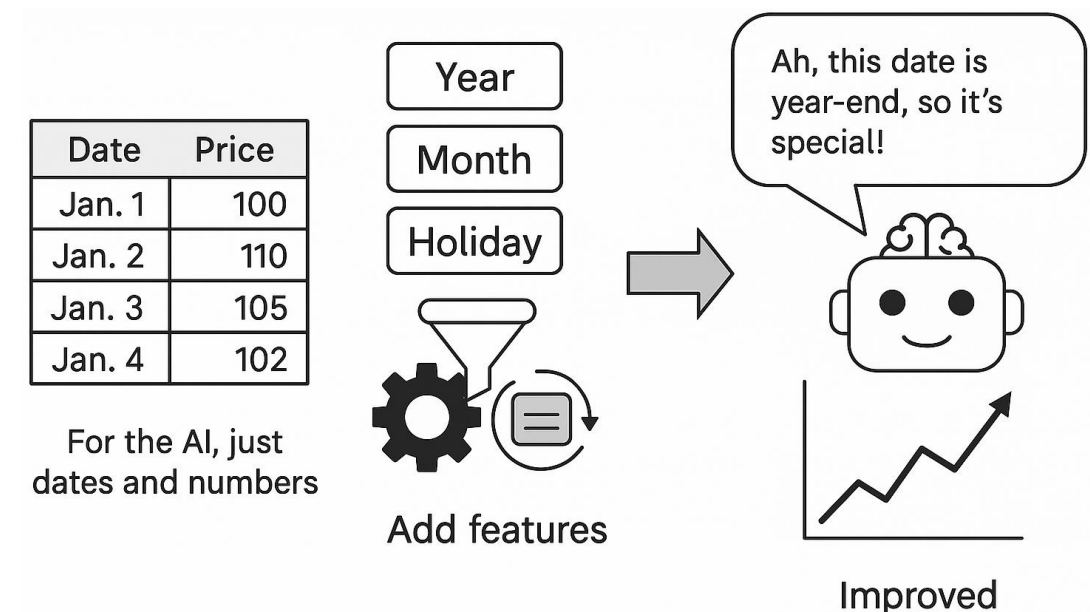 Date Price
Jan. 1 100
Jan. 2 110
Jan. 3 105
Jan. 4 102
For the AI, just
dates and numbers
Year
Month
Holiday
Add features
Ah, this date is
year-end, so it's
special!
Improved